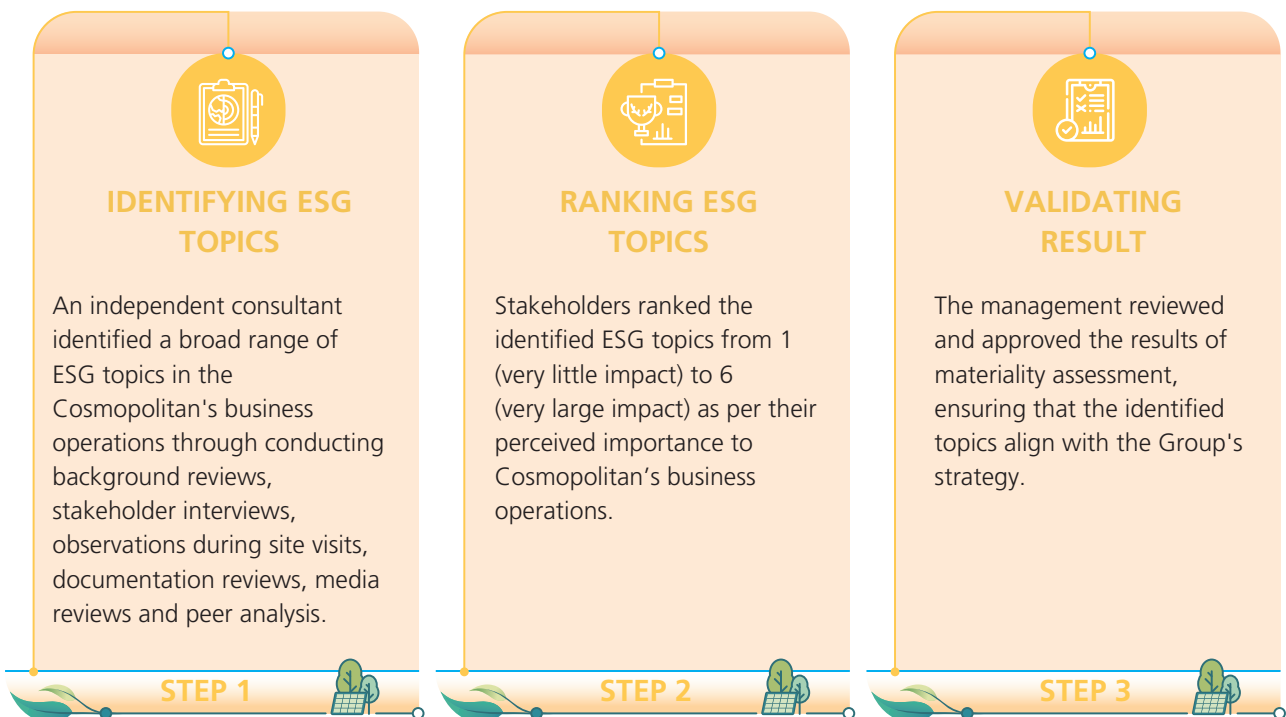 IDENTIFYING ESG
TOPICS
An independent consultant
identified a broad range of
ESG topics in the
Cosmopolitan's business
operations through conducting
background reviews,
stakeholder interviews,
observations during site visits,
documentation reviews, media
reviews and peer analysis.
STEP 1
RANKING ESG
TOPICS
Stakeholders ranked the
identified ESG topics from 1
(very little impact) to 6
(very large impact) as per their
perceived importance to
Cosmopolitan’s business
operations.
STEP 2
VALIDATING
RESULT
The management reviewed
and approved the results of
materiality assessment,
ensuring that the identified
topics align with the Group's
strategy.
STEP 3